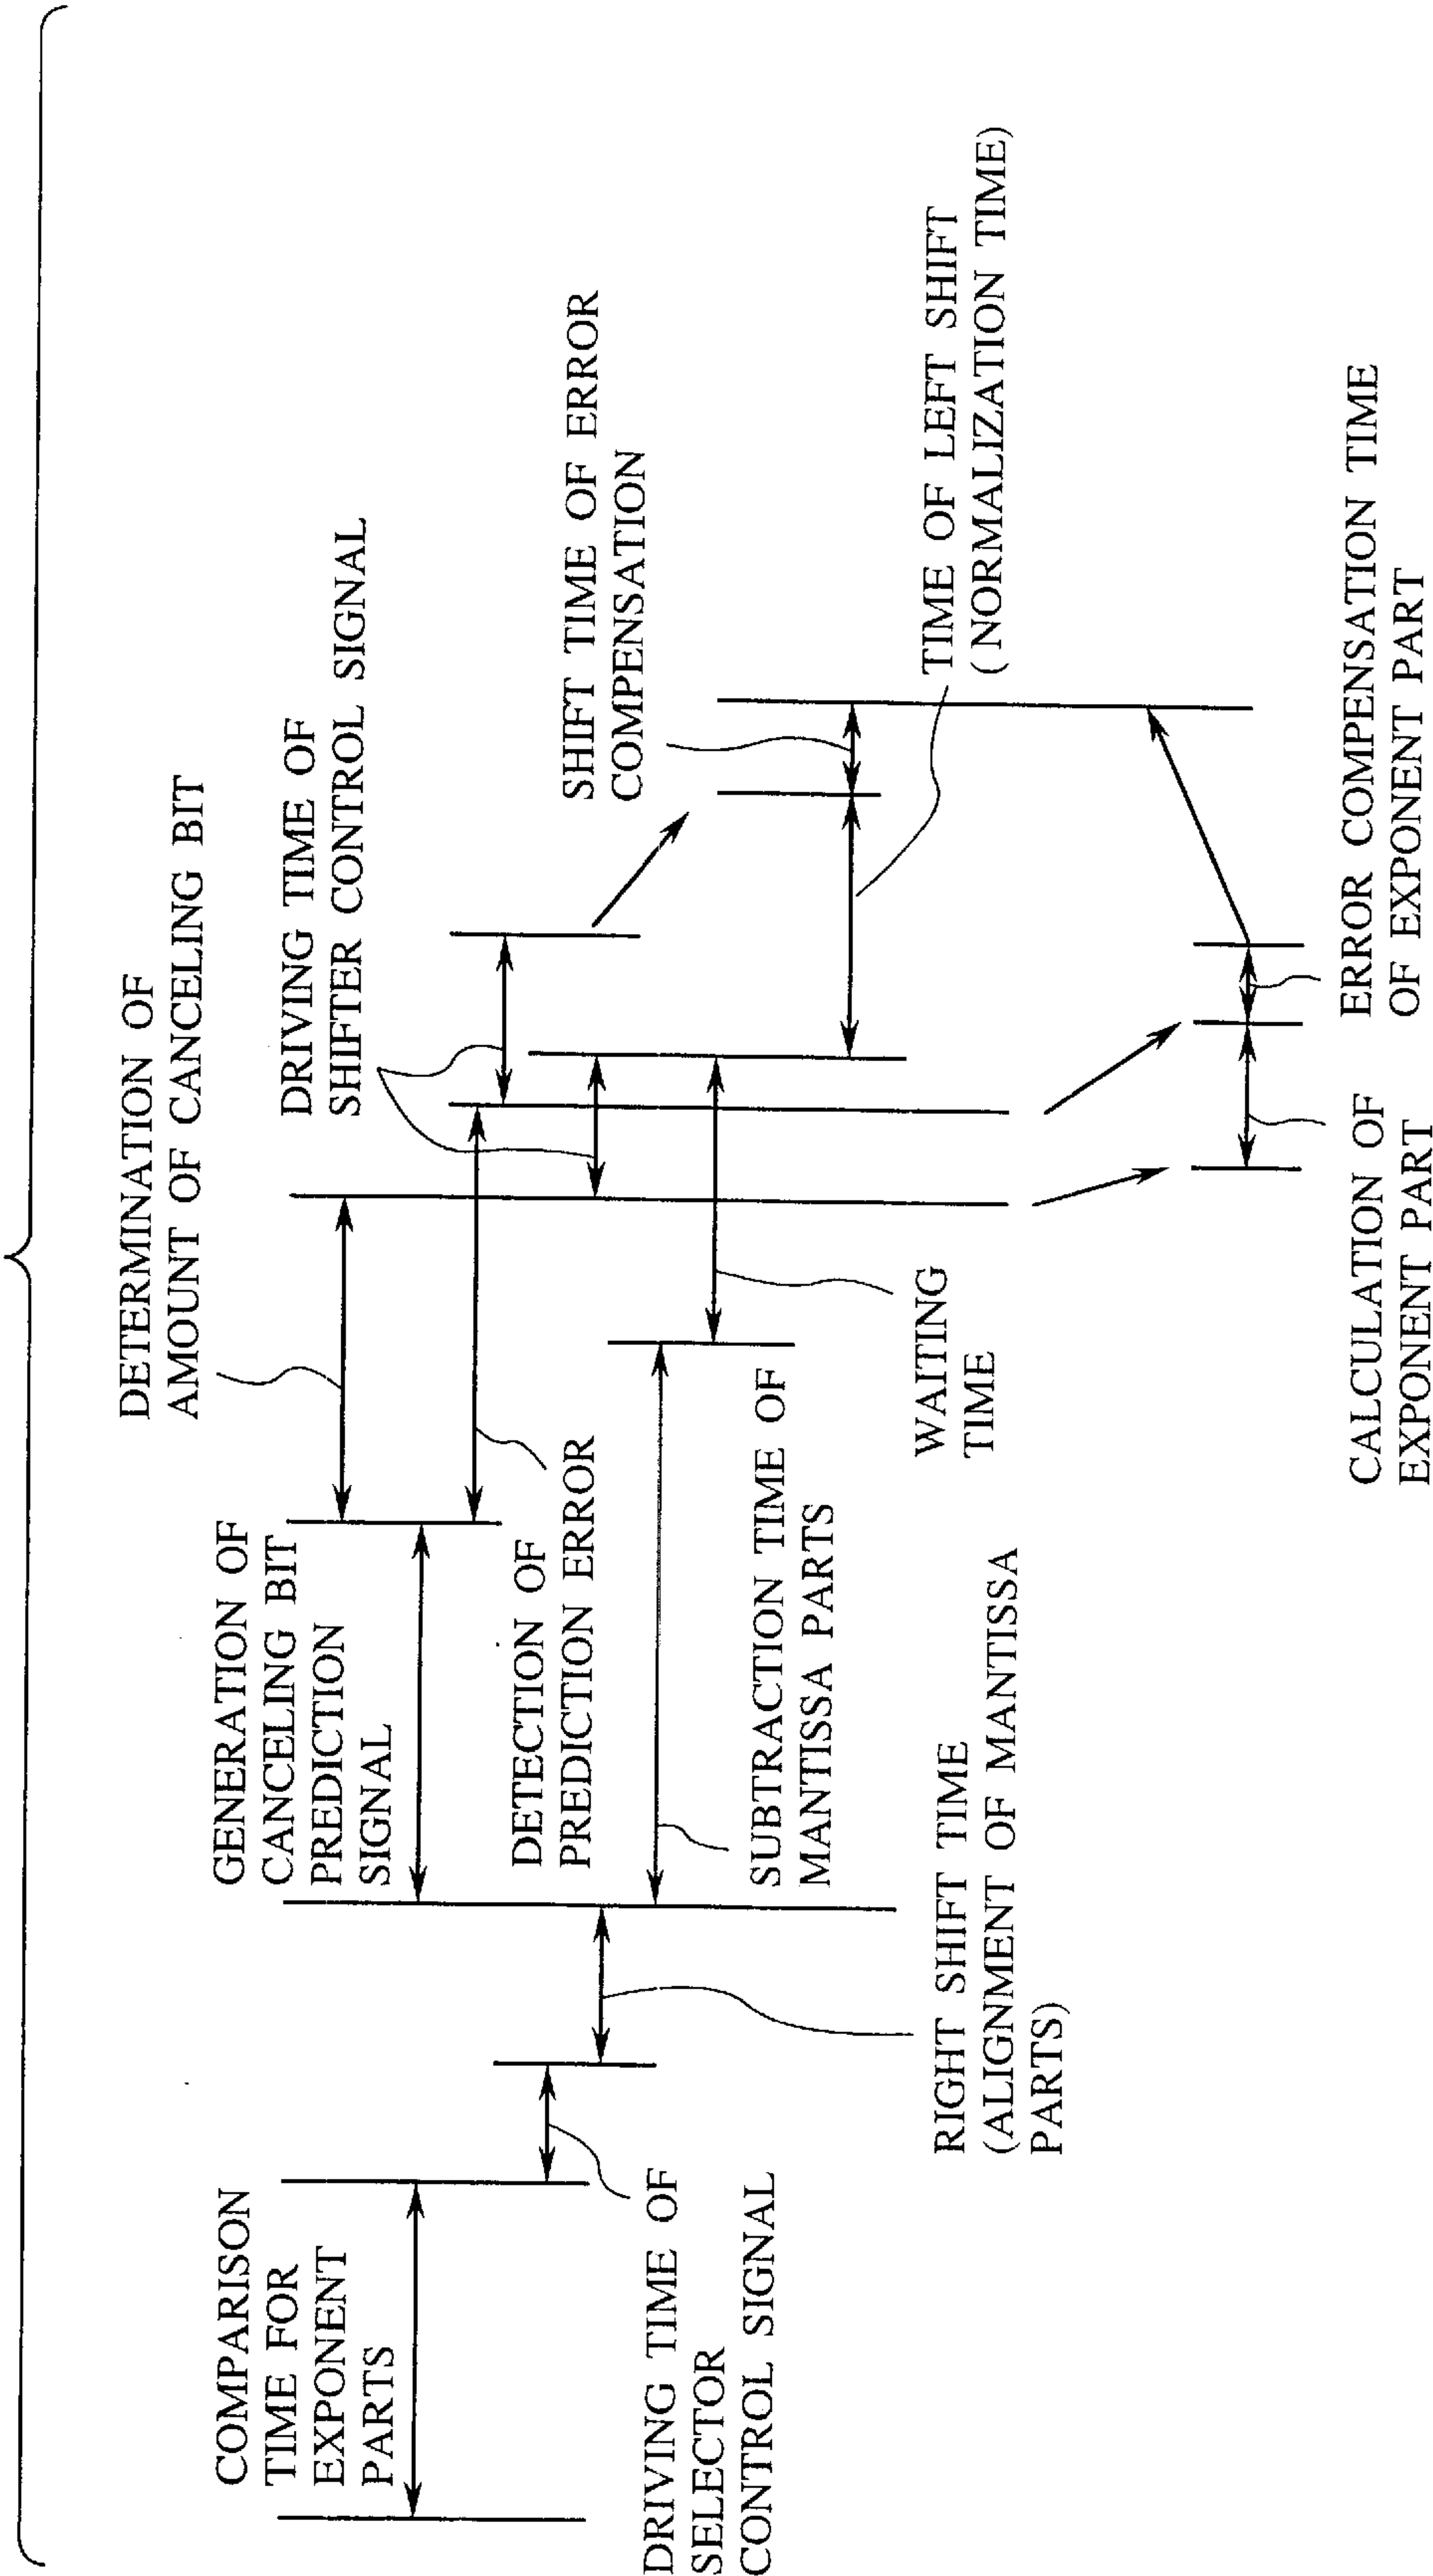 COMPARISON
TIME FOR
EXPONENT
PARTS
DRIVING TIME OF
SELECTOR
CONTROL SIGNAL
RIGHT SHIFT TIME
(ALIGNMENT OF MANTISSA
PARTS)
GENERATION OF
CANCELING BIT
PREDICTION
SIGNAL
DETECTION OF
PREDICTION ERROR
SUBTRACTION TIME OF
MANTISSA PARTS
DETERMINATION OF
AMOUNT OF CANCELING BIT
WAITING
TIME
DRIVING TIME OF
SHIFTER CONTROL SIGNAL
SHIFT TIME OF ERROR
COMPENSATION
TIME OF LEFT SHIFT
( NORMALIZATION TIME)
CALCULATION OF
EXPONENT PART
ERROR COMPENSATION TIME
OF EXPONENT PART